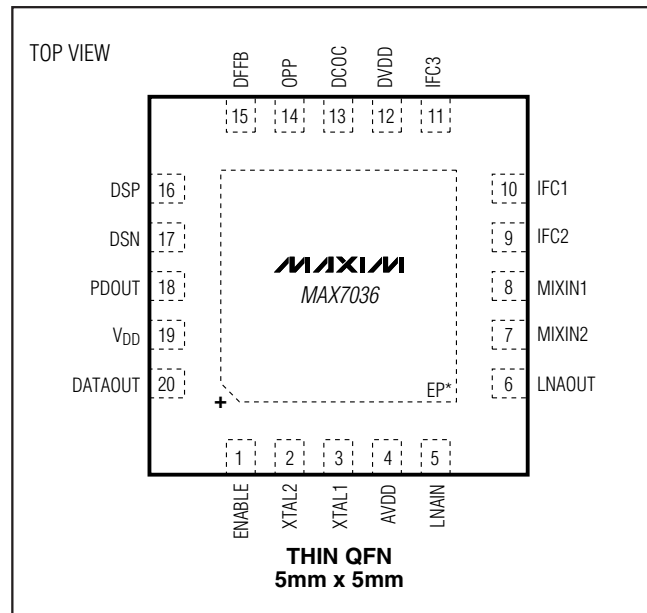 TOP VIEW
DFFB
OPP
DCOC
DVDD
IFC3
15
14
13
12
11
DSP 16
DSN 17
PDOUT 18
VDD 19
DATAOUT 20
10 IFC1
9 IFC2
8 MIXIN1
7 MIXIN2
6 LNAOUT
MAXIM
MAX7036
EP*
+
1
2
3
4
5
ENABLE
XTAL2
XTAL1
AVDD
LNAIN
THIN QFN
5mm x 5mm